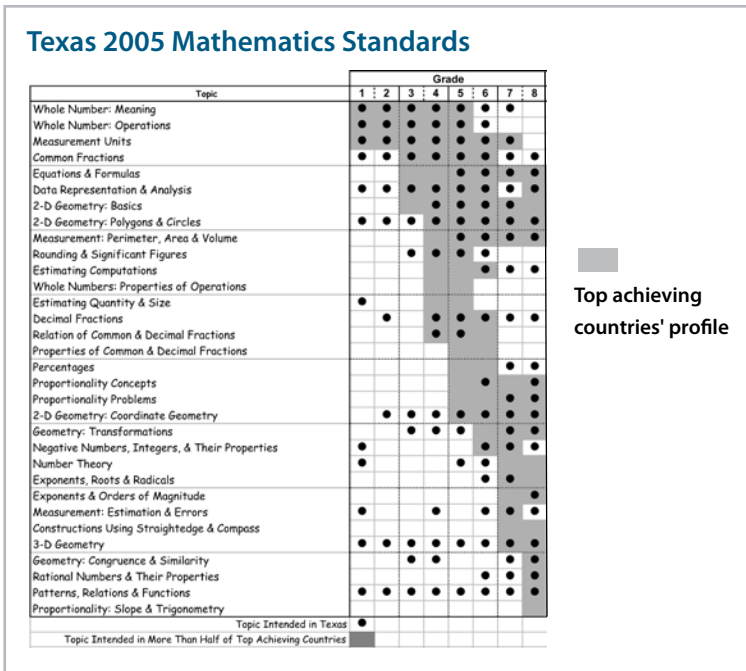 Texas 2005 Mathematics Standards
Grade
Topic 1 2 3 4 5 6 7 8
Whole Number: Meaning
Whole Number: Operations
Measurement Units
Common Fractions
Equations & Formulas
Data Representation & Analysis
2-D Geometry: Basics
2-D Geometry: Polygons & Circles
Measurement: Perimeter, Area & Volume
Rounding & Significant Figures
Estimating Computations
Whole Numbers: Properties of Operations
Estimating Quantity & Size
Decimal Fractions
Relation of Common & Decimal Fractions
Properties of Common & Decimal Fractions
Percentages
Proportionality Concepts
Proportionality Problems
2-D Geometry: Coordinate Geometry
Geometry: Transformations
Negative Numbers, Integers, & Their Properties
Number Theory
Exponents, Roots & Radicals
Exponents & Orders of Magnitude
Measurement: Estimation & Errors
Constructions Using Straightedge & Compass
3-D Geometry
Geometry: Congruence & Similarity
Rational Numbers & Their Properties
Patterns, Relations & Functions
Proportionality: Slope & Trigonometry
Topic Intended in Texas
Topic Intended in More Than Half of Top Achieving Countries
Top achieving
countries' profile